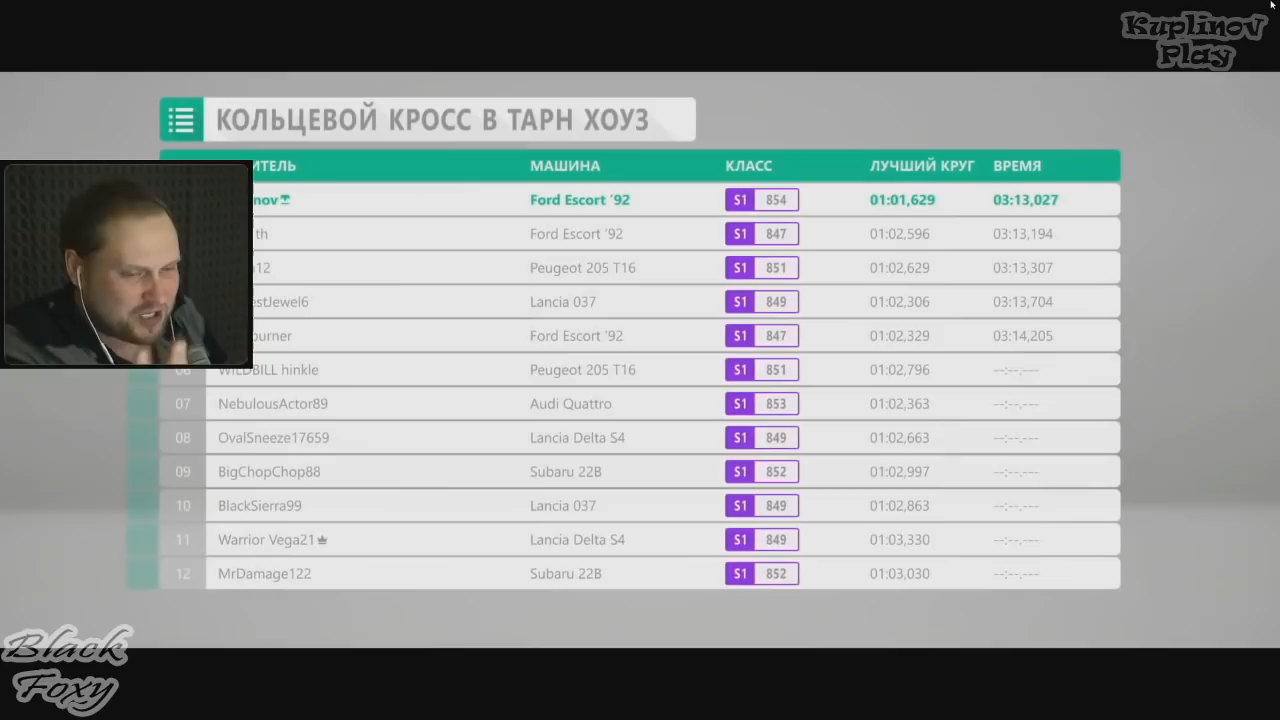 Kuplinov
Play
КОЛЬЦЕВОЙ КРОСС В ТАРН ХОУЗ
ИТЕЛЬ МАШИНА КЛАСС ЛУЧШИЙ КРУГ ВРЕМЯ
nov Ford Escort '92 S1 854 01:01,629 03:13,027
th Ford Escort '92 S1 847 01:02,596 03:13,194
12 Peugeot 205 T16 S1 851 01:02,629 03:13,307
estJewel6 Lancia 037 S1 849 01:02,306 03:13,704
urner Ford Escort '92 S1 847 01:02,329 03:14,205
06 WILDBILL hinkle Peugeot 205 T16 S1 851 01:02,796 --:--.---
07 NebulousActor89 Audi Quattro S1 853 01:02,363 --:--.---
08 OvalSneeze17659 Lancia Delta S4 S1 849 01:02,663 --:--.---
09 BigChopChop88 Subaru 22B S1 852 01:02,997 --:--.---
10 BlackSierra99 Lancia 037 S1 849 01:02,863 --:--.---
11 Warrior Vega21 Lancia Delta S4 S1 849 01:03,330 --:--.---
12 MrDamage122 Subaru 22B S1 852 01:03,030 --:--.---
Black
Foxy